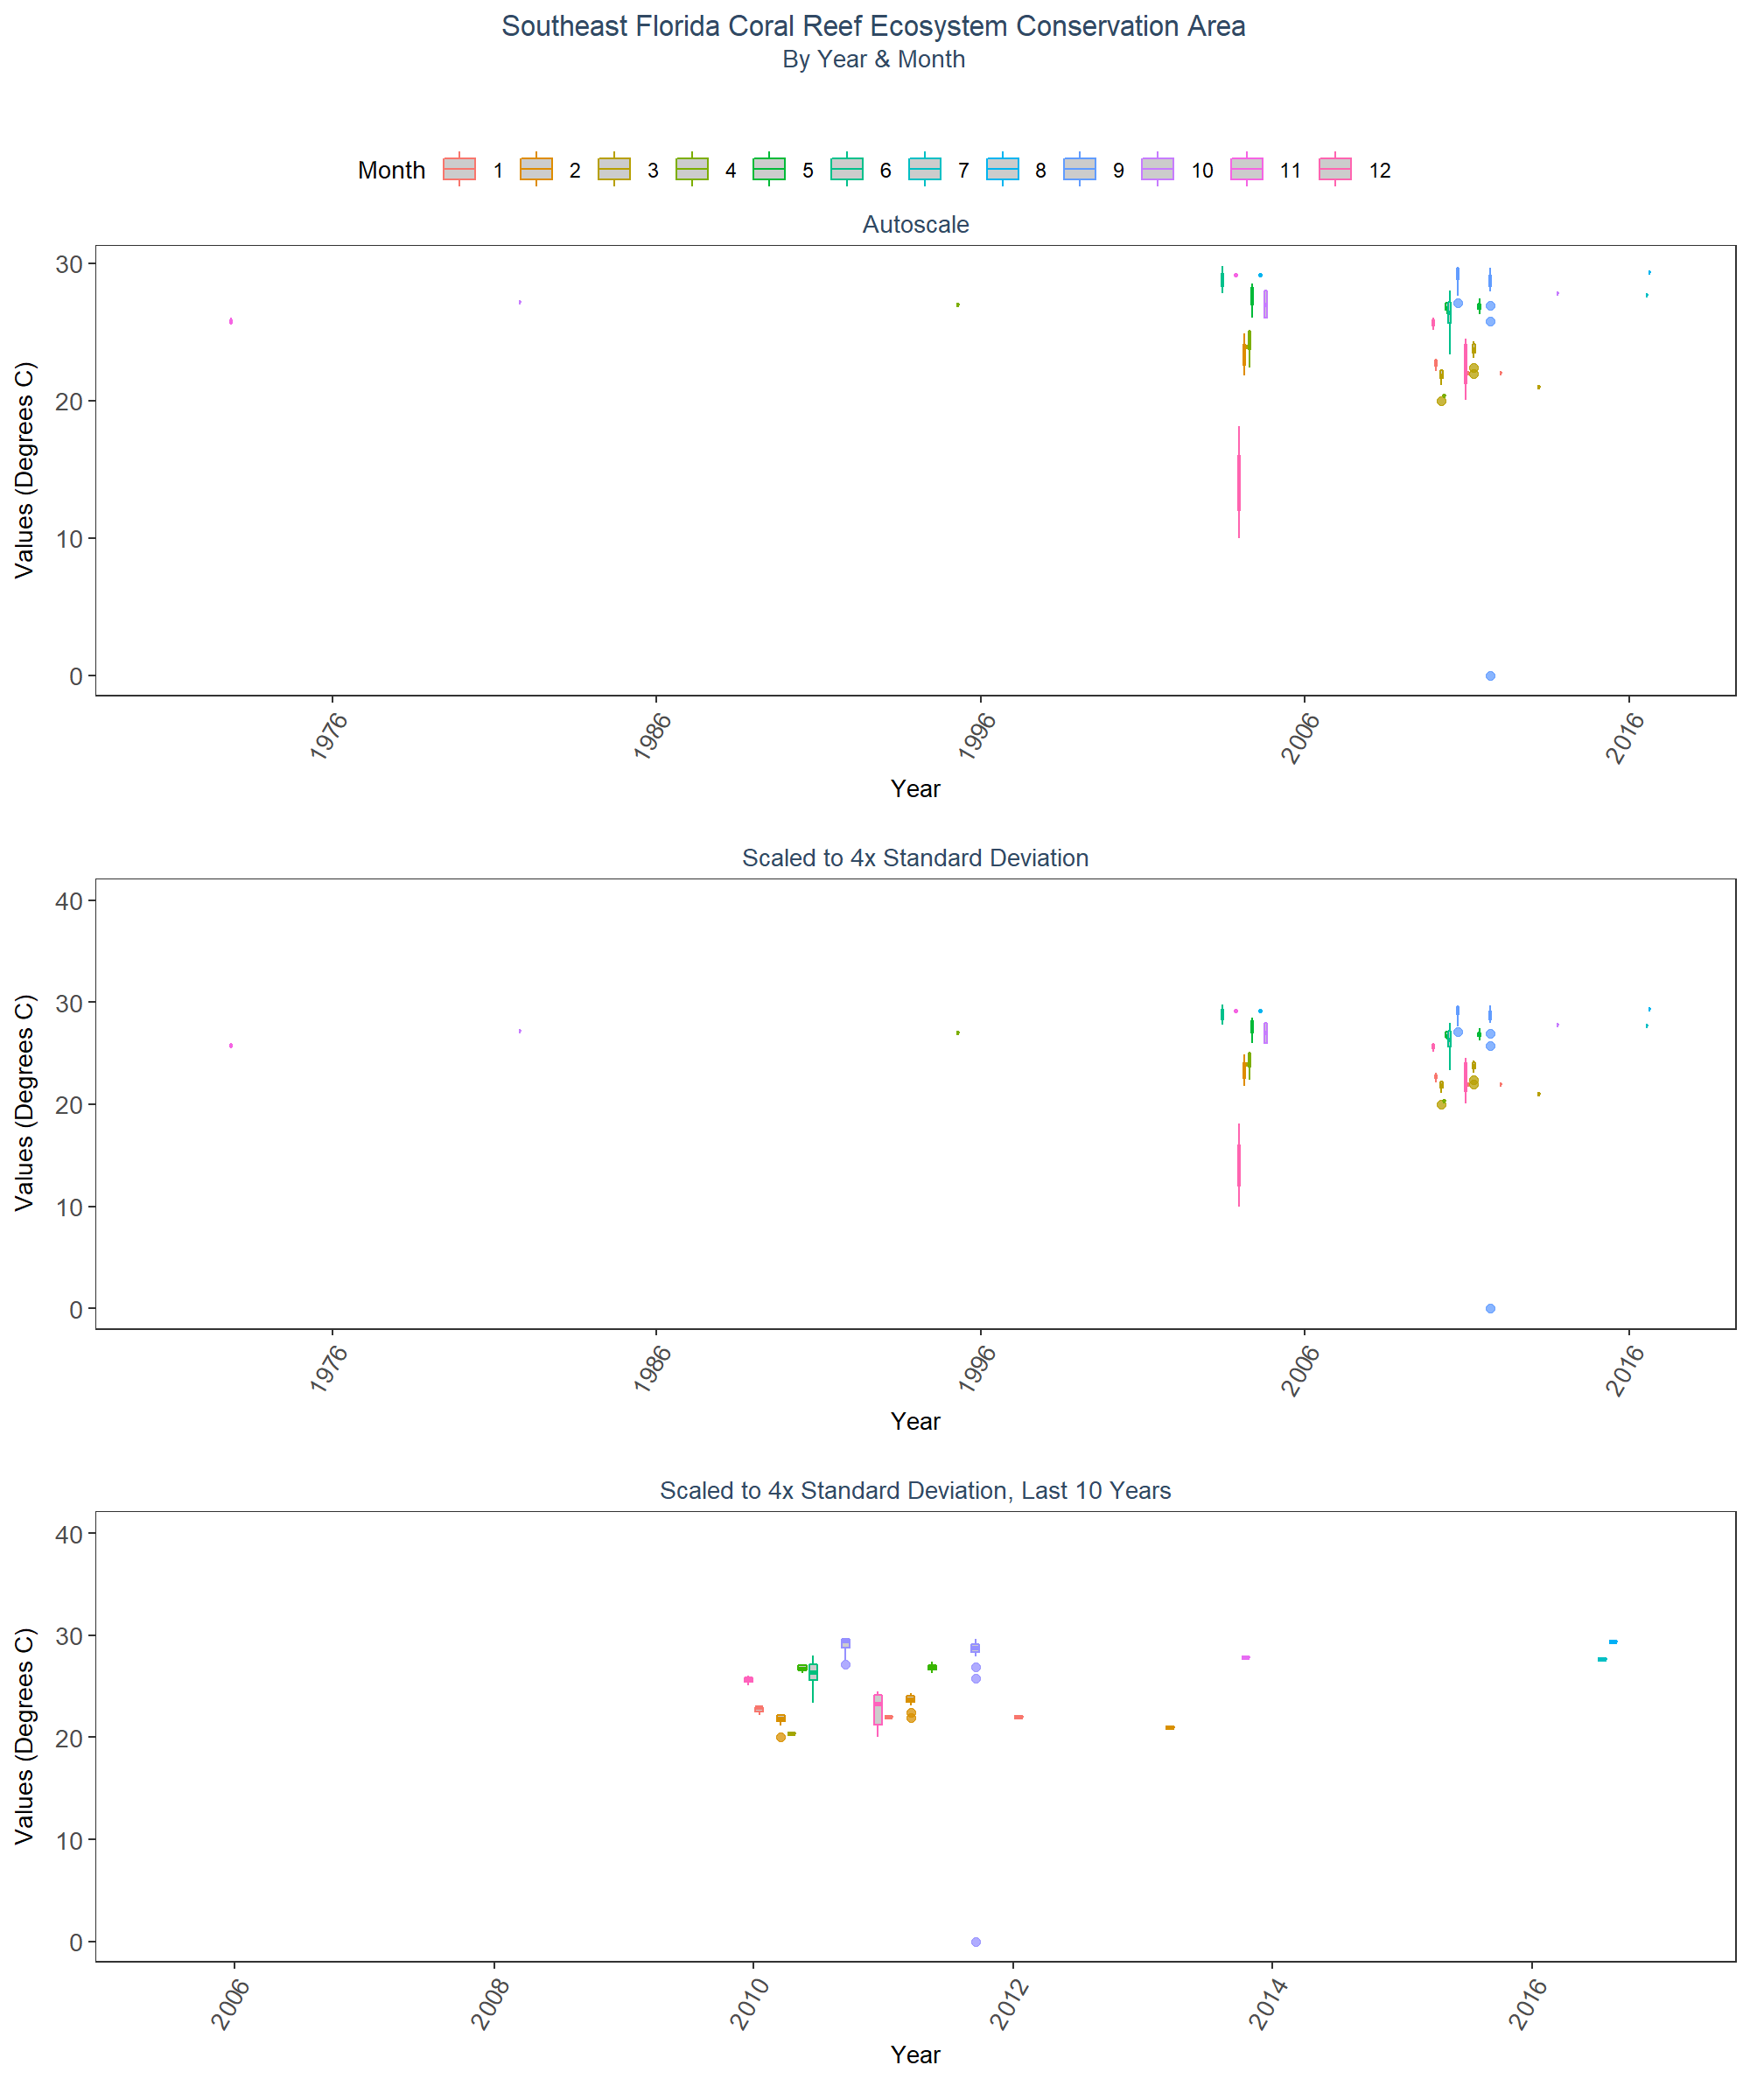 Southeast Florida Coral Reef Ecosystem Conservation Area
By Year & Month
Month 1 2 3 4 5 6 7 8 9 10 11 12
Autoscale
30
20
10
0
Values (Degrees C)
1976 1986 1996 2006 2016
Year
Scaled to 4x Standard Deviation
40
30
20
10
0
Values (Degrees C)
1976 1986 1996 2006 2016
Year
Scaled to 4x Standard Deviation, Last 10 Years
40
30
20
10
0
Values (Degrees C)
2006 2008 2010 2012 2014 2016
Year